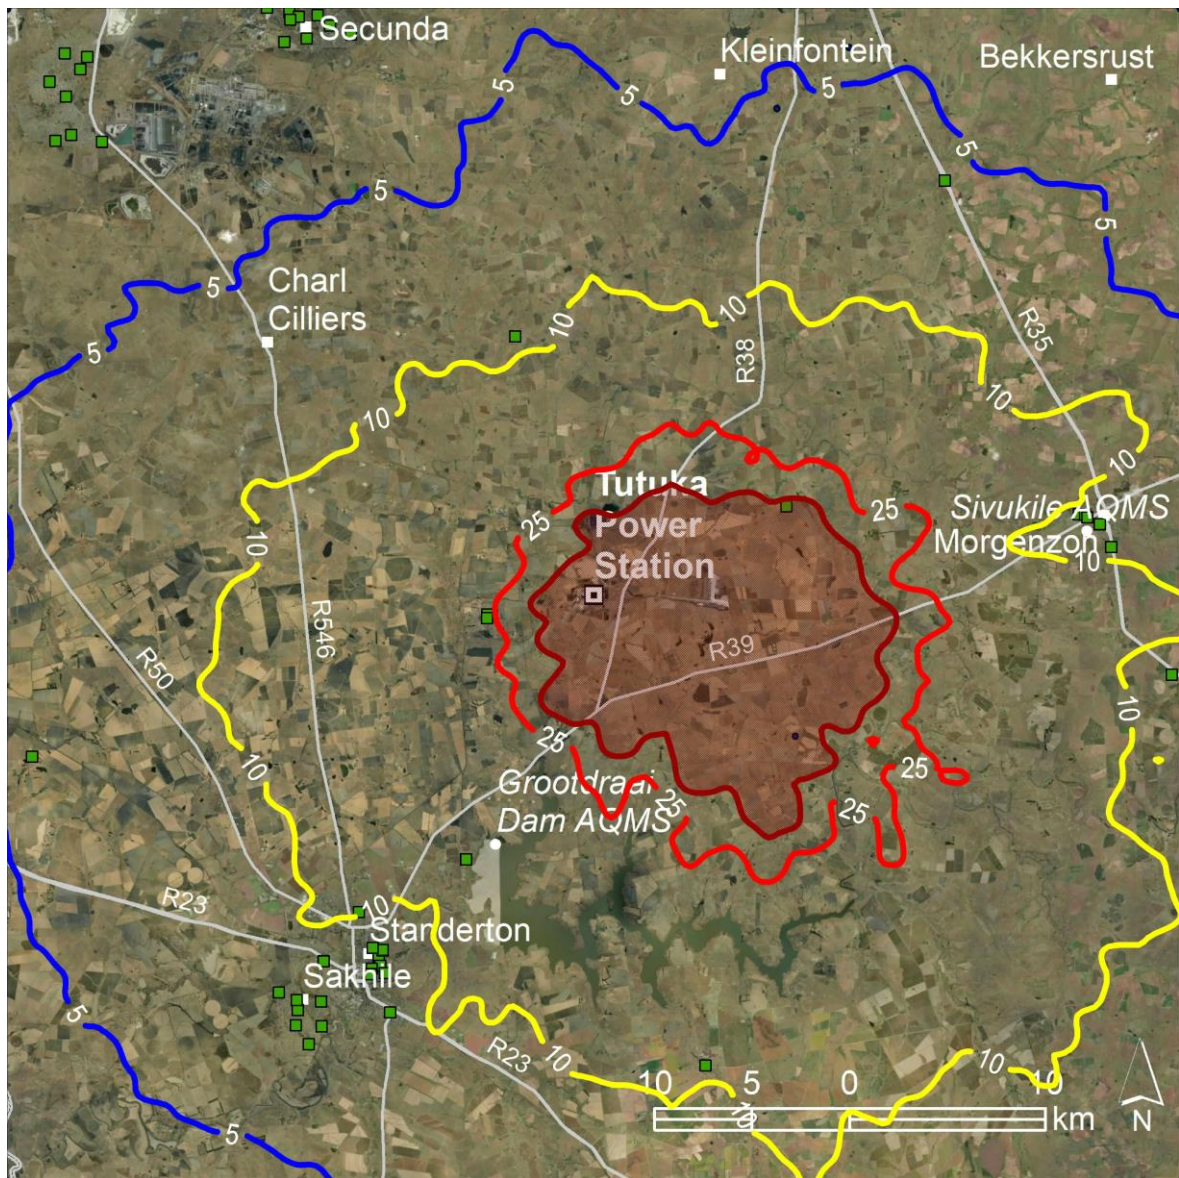 Secunda
Kleinfontein
Bekkersrust
5
5
5
5
5
5
5
5
Charl
Cilliers
R38
R35
10
10
10
10
10
10
10
Tutuka
Power
Station
25
25
Sivukile AQMS
Morgenzon
R546
R50
R39
10
10
25
Grootdraai
Dam AQMS
25
25
25
R23
10
Standerton
Sakhile
5
R23
10
10
10
5
10 5 0 10
km
N